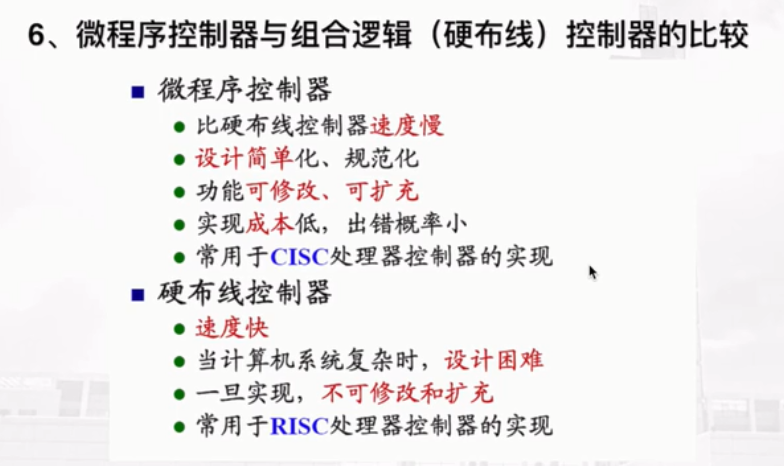 6、微程序控制器与组合逻辑（硬布线）控制器的比较
微程序控制器
比硬布线控制器速度慢
设计简单化、规范化
功能可修改、可扩充
实现成本低，出错概率小
常用于CISC处理器控制器的实现
硬布线控制器
速度快
当计算机系统复杂时，设计困难
一旦实现，不可修改和扩充
常用于RISC处理器控制器的实现